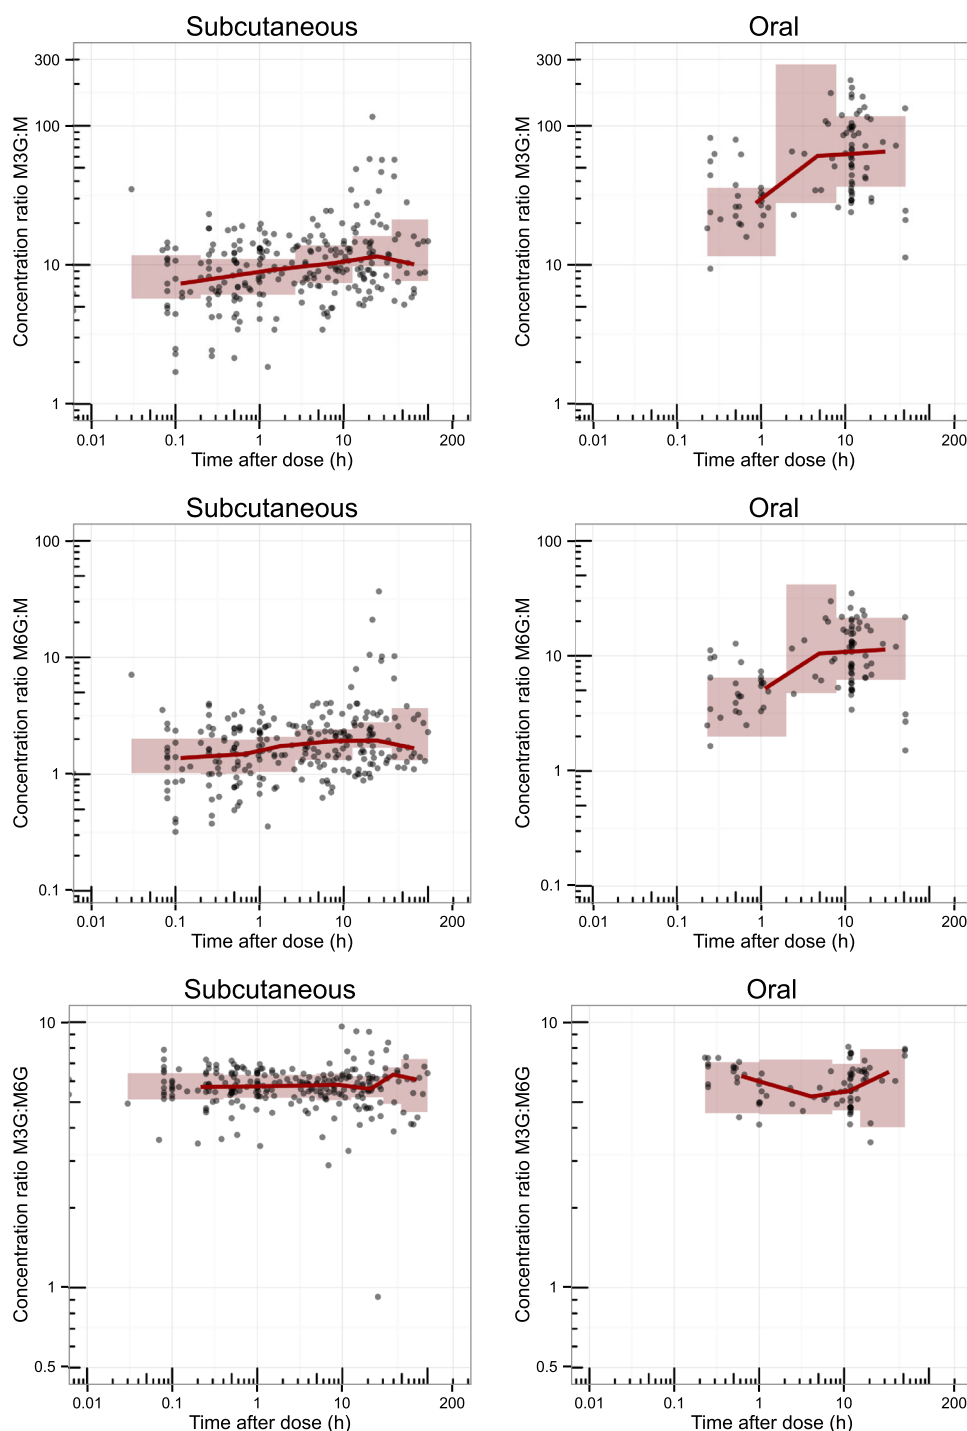 Subcutaneous
Oral
Concentration ratio M3G:M
300
100
10
1
0.01 0.1 1 10 200
Time after dose (h)
Concentration ratio M3G:M
300
100
10
1
0.01 0.1 1 10 200
Time after dose (h)
Subcutaneous
Oral
Concentration ratio M6G:M
100
10
1
0.1
0.01 0.1 1 10 200
Time after dose (h)
Concentration ratio M6G:M
100
10
1
0.1
0.01 0.1 1 10 200
Time after dose (h)
Subcutaneous
Oral
Concentration ratio M3G:M6G
10
1
0.5
0.01 0.1 1 10 200
Time after dose (h)
Concentration ratio M3G:M6G
10
1
0.5
0.01 0.1 1 10 200
Time after dose (h)